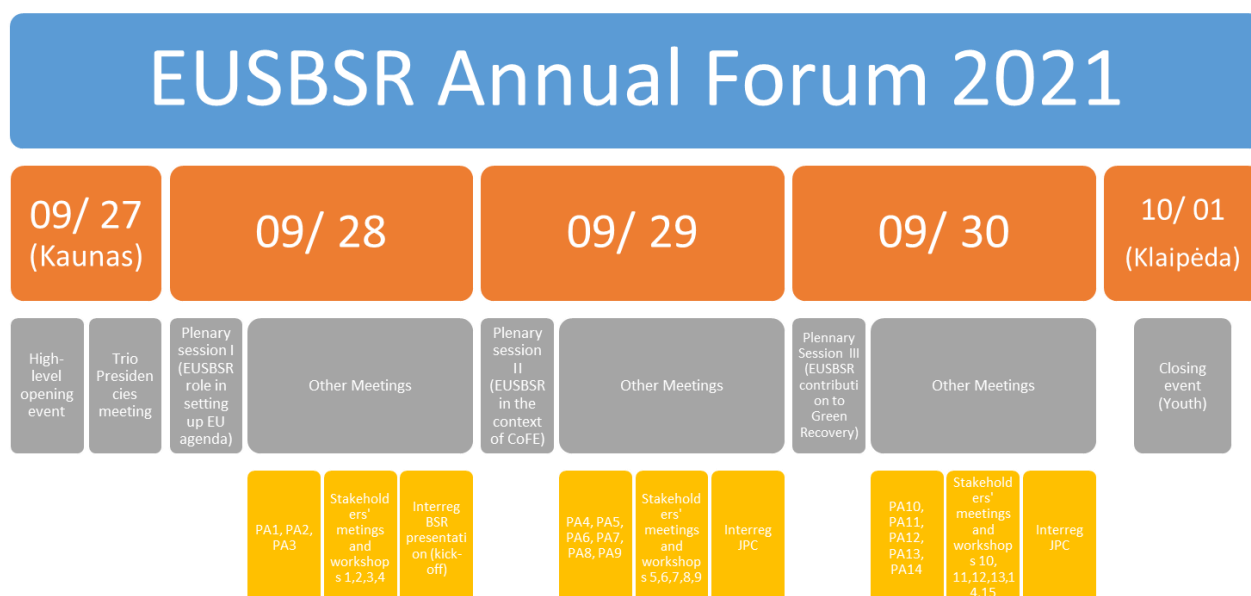 EUSBSR Annual Forum 2021
09/ 27
(Kaunas)
09/ 28
09/ 29
09/ 30
10/ 01
(Klaipėda)
High-
level
opening
event
Trio
Presiden
cies
meeting
Plenary
session I
(EUSBSR
role in
setting
up EU
agenda)
Other Meetings
Plenary
session
II
(EUSBSR
in the
context
of CoFE)
Other Meetings
Plennary
Session III
(EUSBSR
contributi
on to
Green
Recovery)
Other Meetings
Closing
event
(Youth)
PA1, PA2,
PA3
Stakehold
ers'
metings
and
workshop
s 1,2,3,4
Interreg
BSR
presentati
on (kick-
off)
PA4, PA5,
PA6, PA7,
PA8, PA9
Stakehold
ers'
meetings
and
workshop
s 5,6,7,8,9
Interreg
JPC
PA10,
PA11,
PA12,
PA13,
PA14
Stakehold
ers'
meetings
and
workshop
s 10,
11,12,13,1
4,15
Interreg
JPC